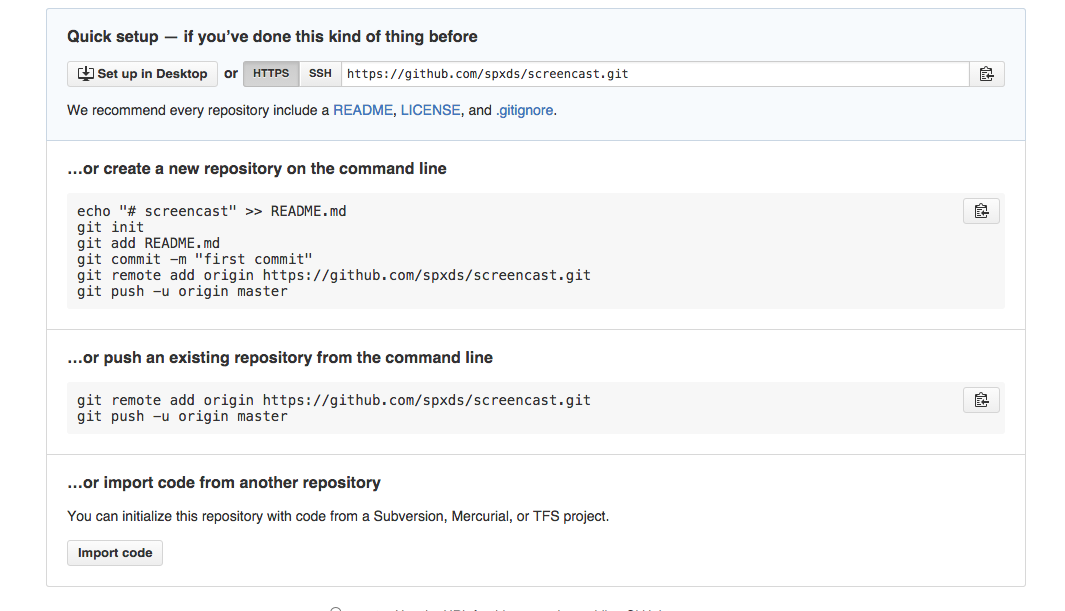 Quick setup — if you’ve done this kind of thing before
Set up in Desktop or HTTPS SSH https://github.com/spxds/screencast.git
We recommend every repository include a README, LICENSE, and .gitignore.
…or create a new repository on the command line
echo "# screencast" >> README.md
git init
git add README.md
git commit -m "first commit"
git remote add origin https://github.com/spxds/screencast.git
git push -u origin master
…or push an existing repository from the command line
git remote add origin https://github.com/spxds/screencast.git
git push -u origin master
…or import code from another repository
You can initialize this repository with code from a Subversion, Mercurial, or TFS project.
Import code